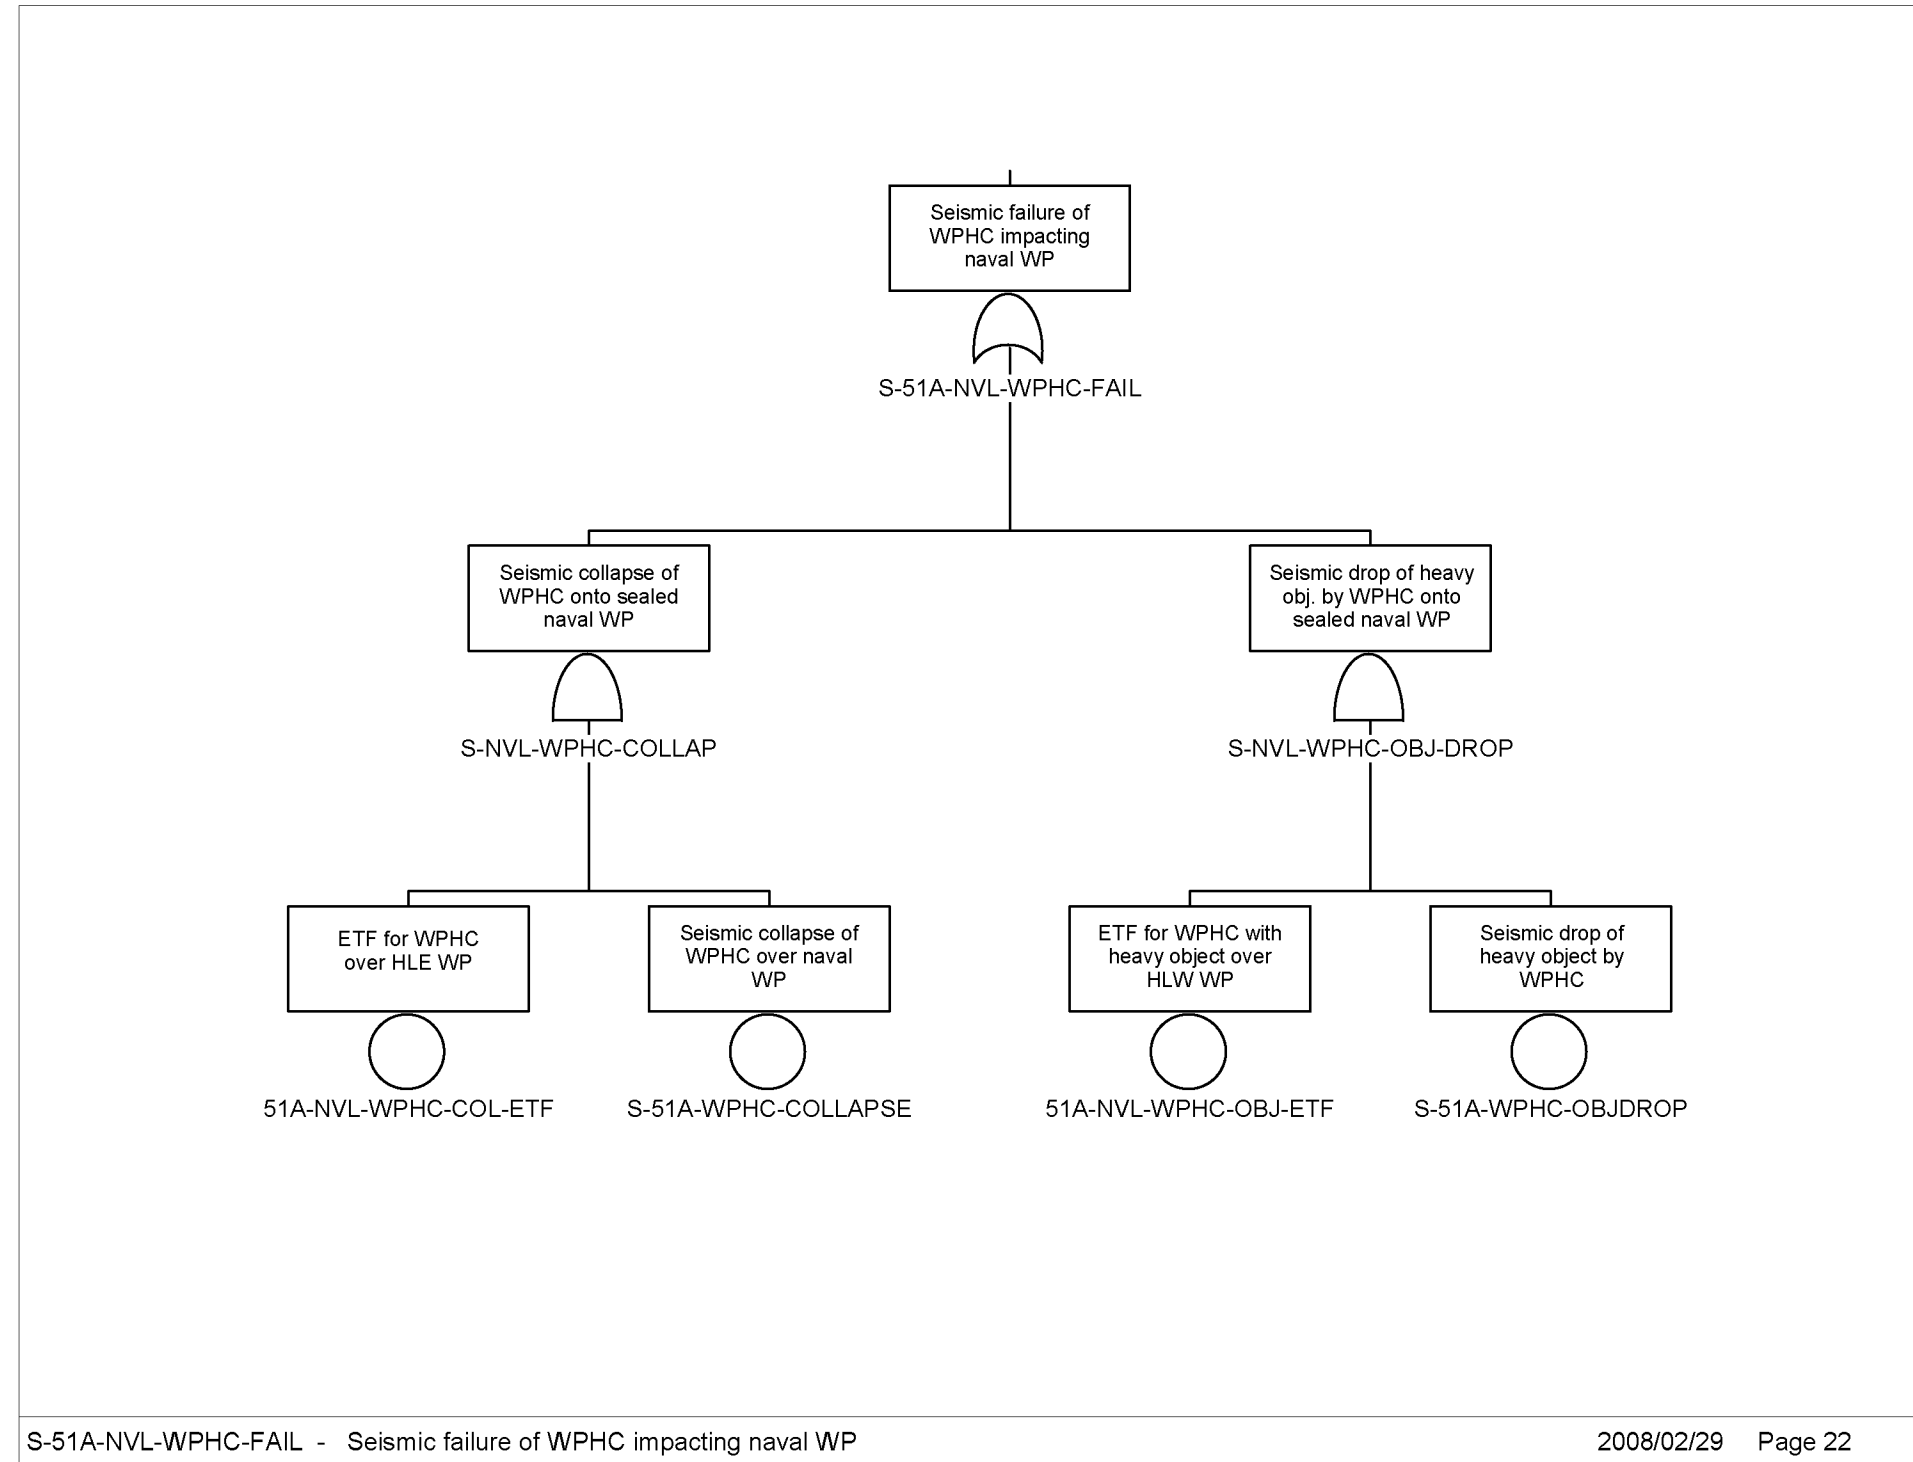 Seismic failure of
WPHC impacting
naval WP
S-51A-NVL-WPHC-FAIL
Seismic collapse of
WPHC onto sealed
naval WP
S-NVL-WPHC-COLLAP
Seismic drop of heavy
obj. by WPHC onto
sealed naval WP
S-NVL-WPHC-OBJ-DROP
ETF for WPHC
over HLE WP
51A-NVL-WPHC-COL-ETF
Seismic collapse of
WPHC over naval
WP
S-51A-WPHC-COLLAPSE
ETF for WPHC with
heavy object over
HLW WP
51A-NVL-WPHC-OBJ-ETF
Seismic drop of
heavy object by
WPHC
S-51A-WPHC-OBJDROP
S-51A-NVL-WPHC-FAIL - Seismic failure of WPHC impacting naval WP
2008/02/29 Page 22